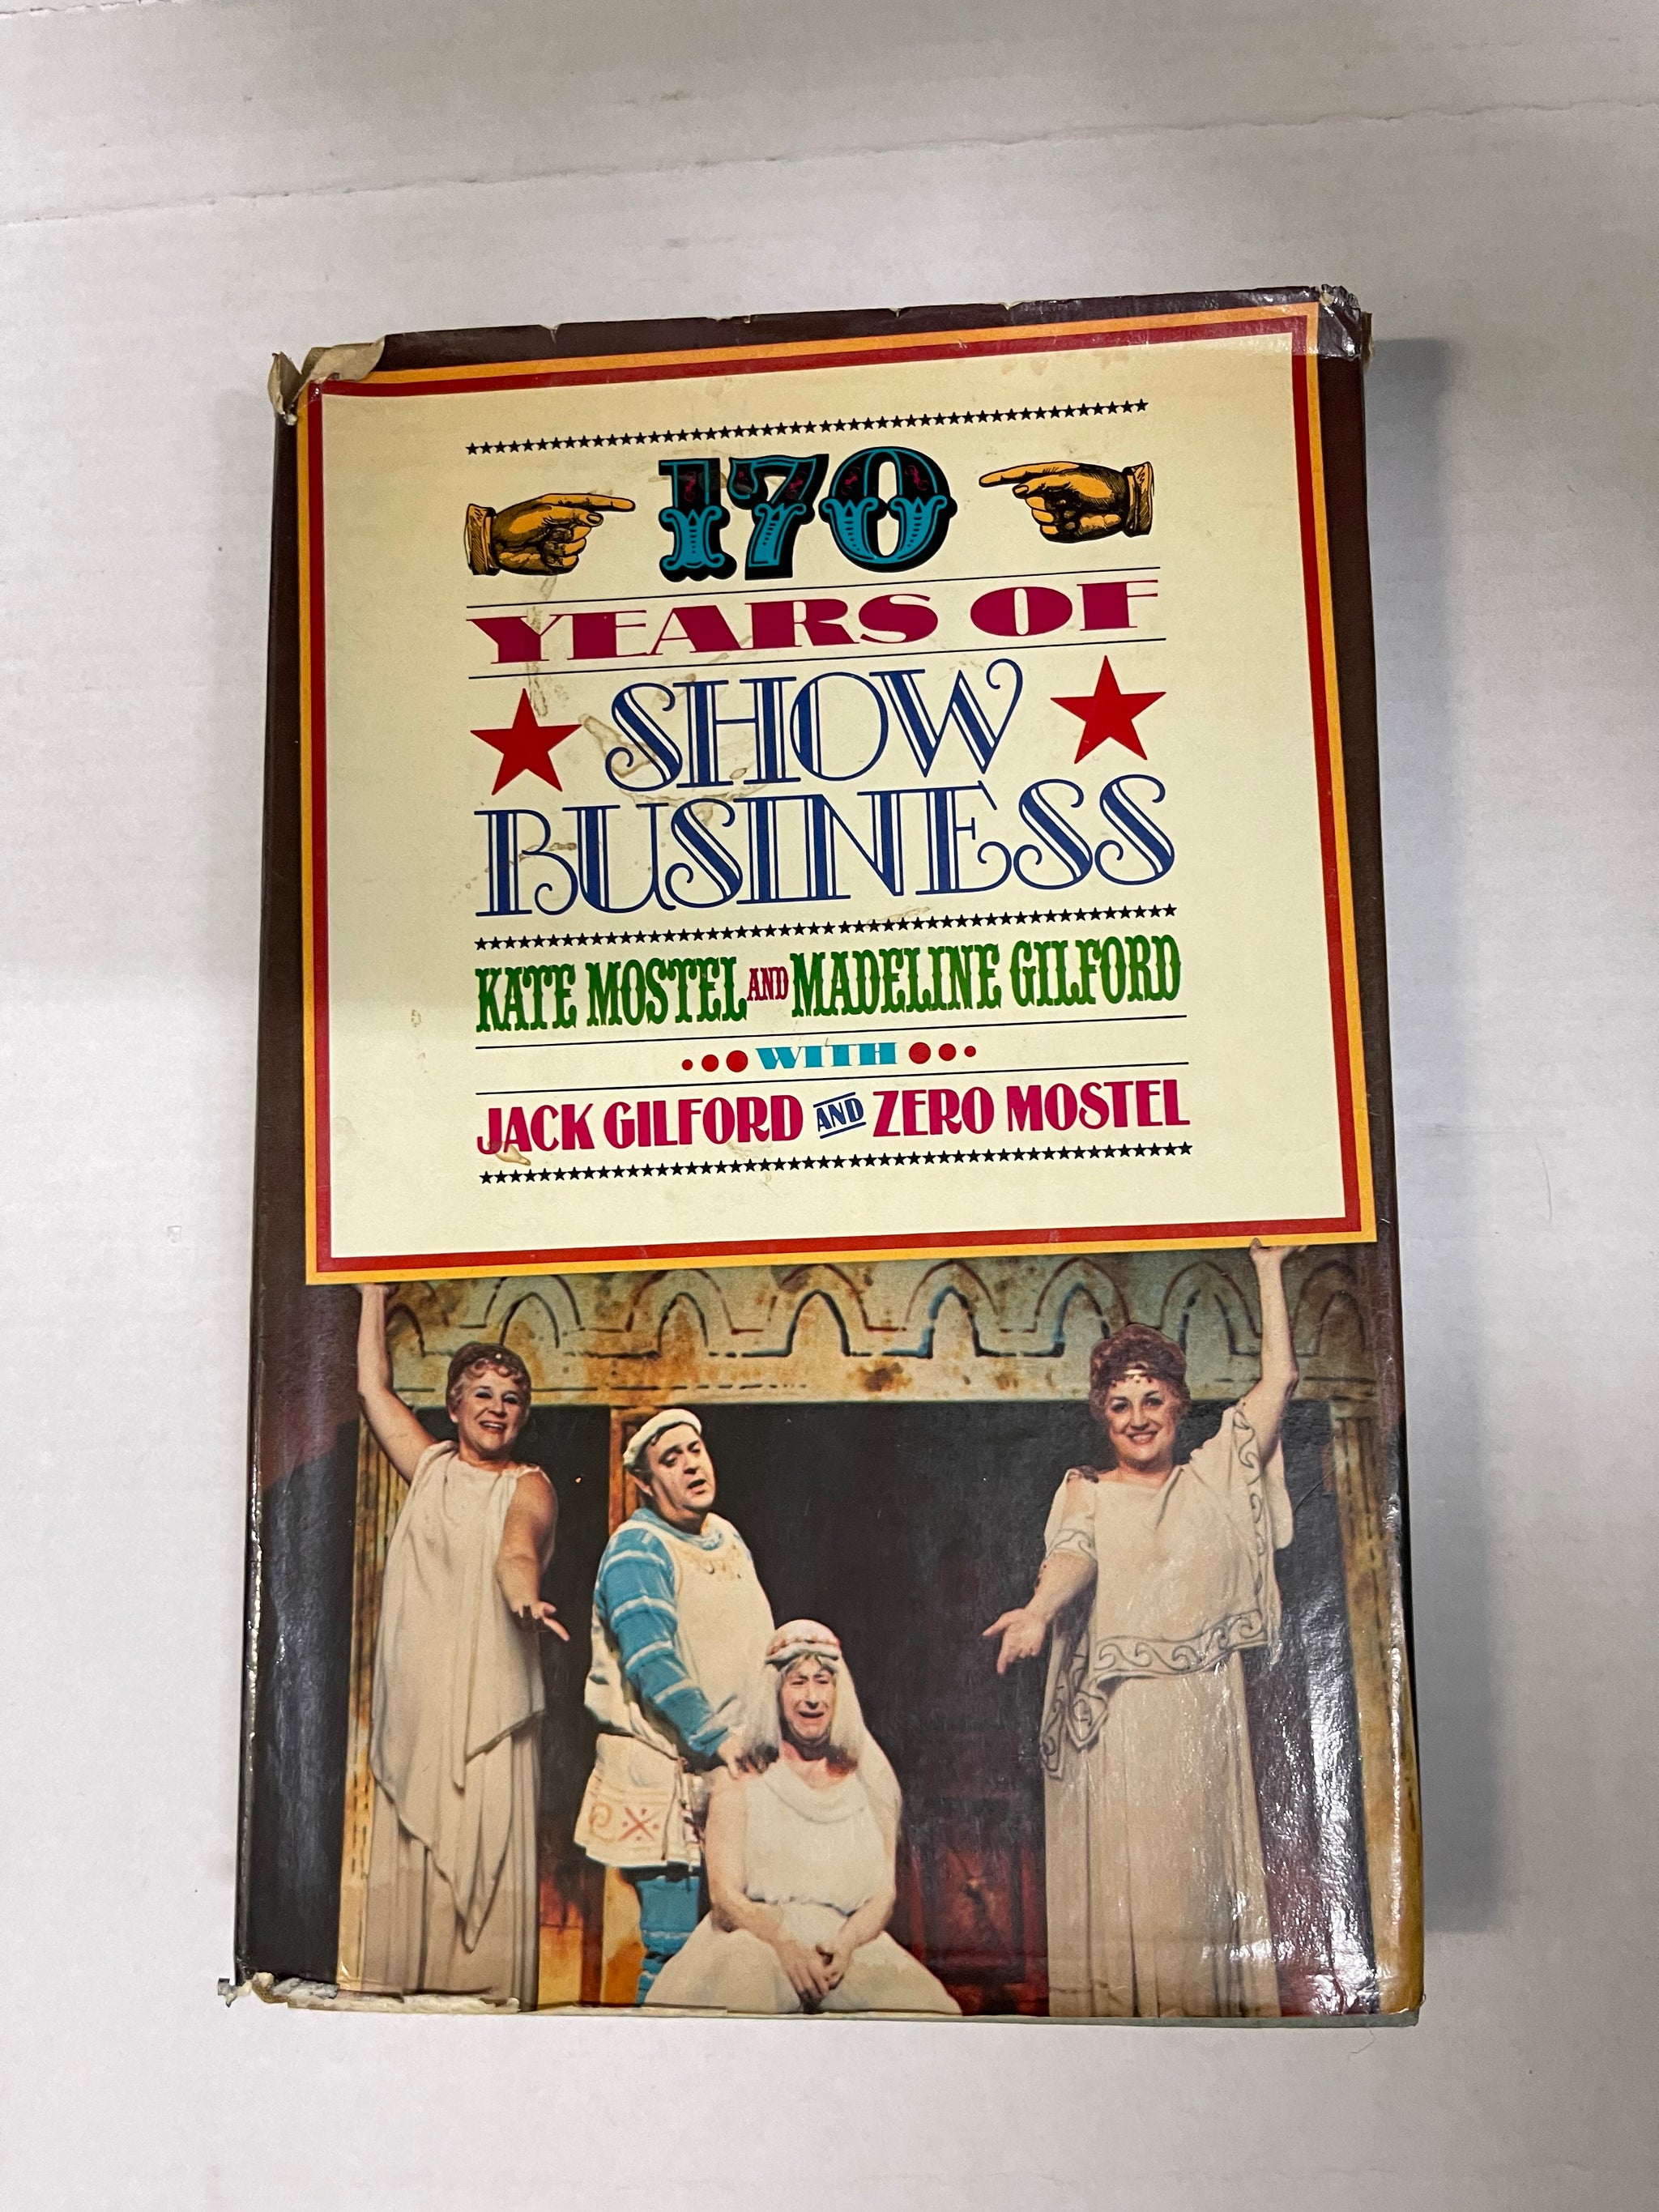 170
YEARS OF
SHOW
BUSINESS
KATE MOSTEL AND MADELINE GILFORD
WITH
JACK GILFORD AND ZERO MOSTEL